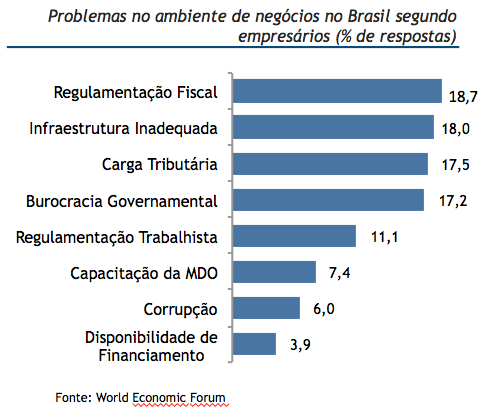 Problemas no ambiente de negócios no Brasil segundo
empresários (% de respostas)
Regulamentação Fiscal 18,7
Infraestrutura Inadequada 18,0
Carga Tributária 17,5
Burocracia Governamental 17,2
Regulamentação Trabalhista 11,1
Capacitação da MDO 7,4
Corrupção 6,0
Disponibilidade de
Financiamento 3,9
Fonte: World Economic Forum